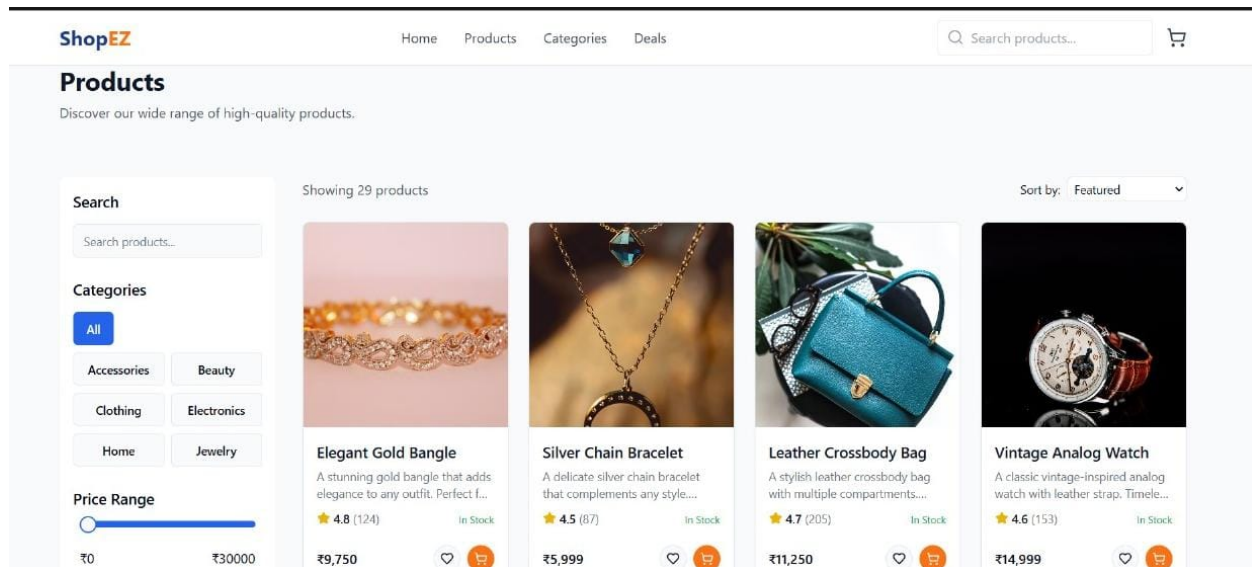 ShopEZ
Home Products Categories Deals
Search products...
Products
Discover our wide range of high-quality products.
Search
Search products...
Categories
All
Accessories Beauty
Clothing Electronics
Home Jewelry
Price Range
₹0 ₹30000
Showing 29 products
Sort by: Featured
Elegant Gold Bangle
A stunning gold bangle that adds
elegance to any outfit. Perfect f...
4.8 (124) In Stock
₹9,750
Silver Chain Bracelet
A delicate silver chain bracelet
that complements any style....
4.5 (87) In Stock
₹5,999
Leather Crossbody Bag
A stylish leather crossbody bag
with multiple compartments....
4.7 (205) In Stock
₹11,250
Vintage Analog Watch
A classic vintage-inspired analog
watch with leather strap. Timele...
4.6 (153) In Stock
₹14,999